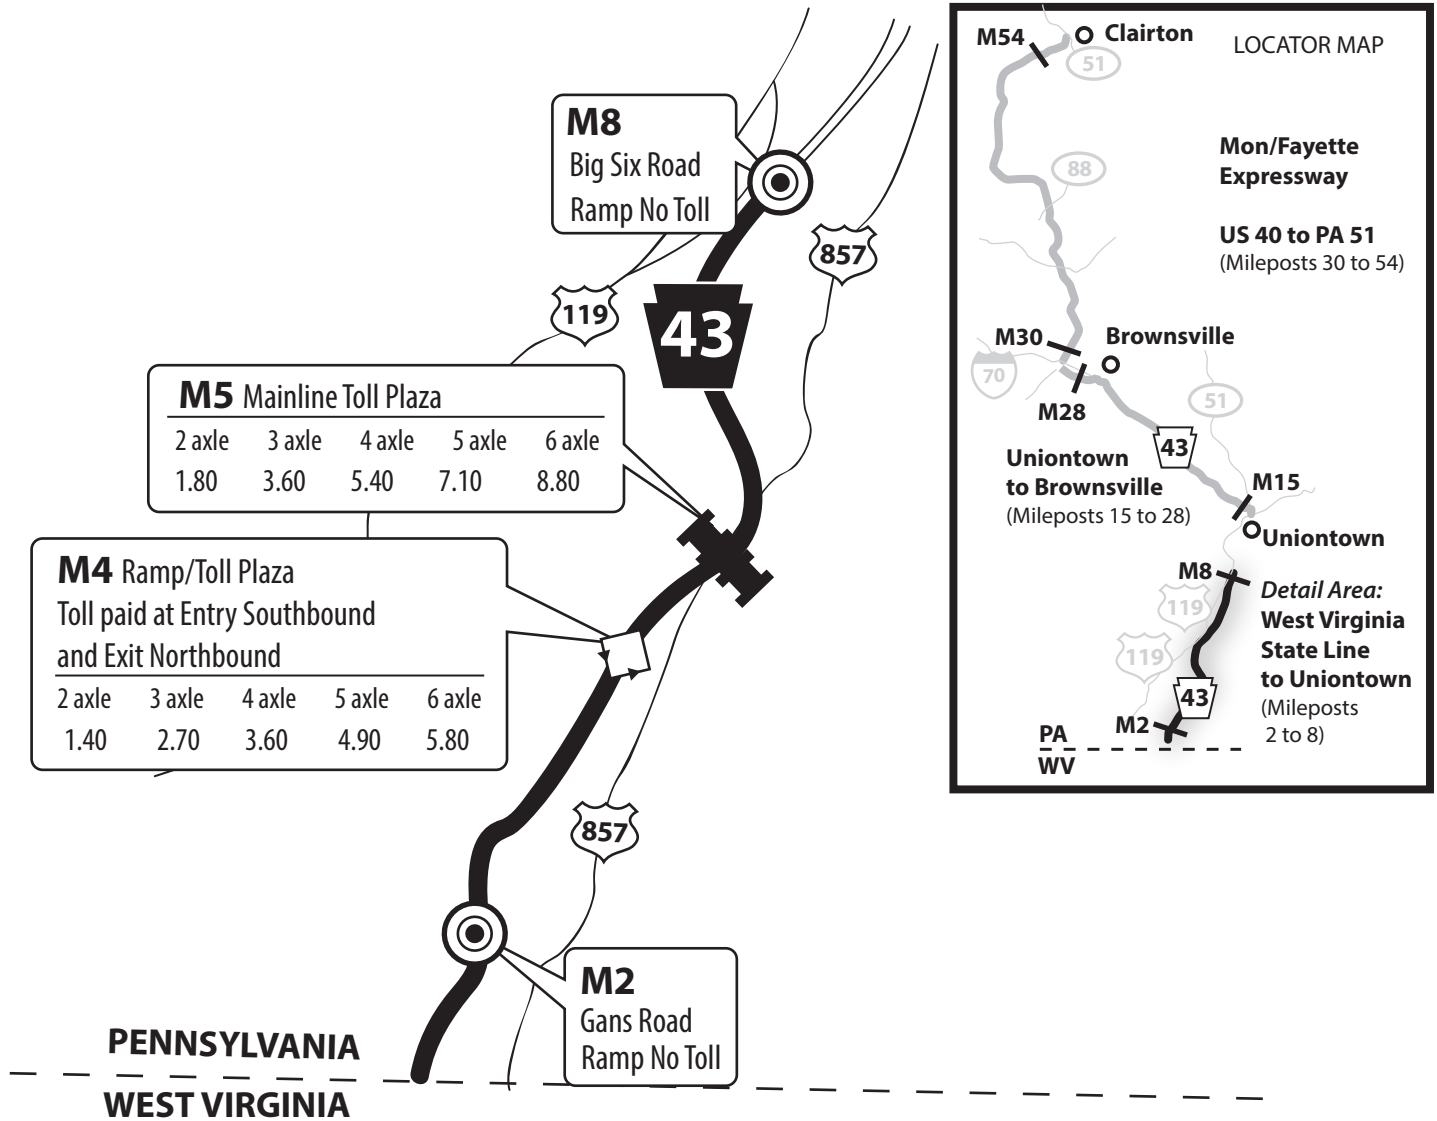 M8
Big Six Road
Ramp No Toll
857
119
43
M5 Mainline Toll Plaza
2 axle 3 axle 4 axle 5 axle 6 axle
1.80 3.60 5.40 7.10 8.80
M4 Ramp/Toll Plaza
Toll paid at Entry Southbound
and Exit Northbound
2 axle 3 axle 4 axle 5 axle 6 axle
1.40 2.70 3.60 4.90 5.80
857
M2
Gans Road
Ramp No Toll
PENNSYLVANIA
WEST VIRGINIA
LOCATOR MAP
M54
Clairton
51
Mon/Fayette
Expressway
88
US 40 to PA 51
(Mileposts 30 to 54)
M30
Brownsville
70
M28
51
43
Uniontown
to Brownsville
(Mileposts 15 to 28)
M15
Uniontown
M8
Detail Area:
West Virginia
State Line
to Uniontown
(Mileposts
2 to 8)
119
119
43
M2
PA
WV